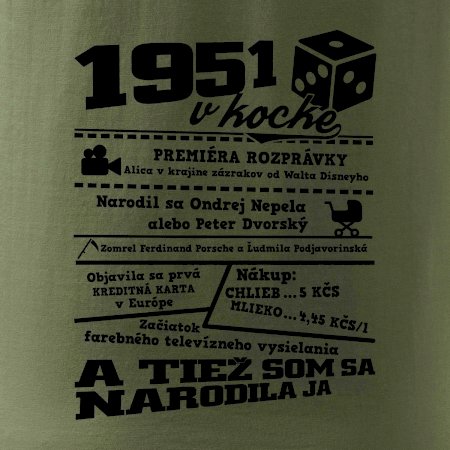 1951
v kocke
PREMIÉRA ROZPRÁVKY
Alica v krajine zázrakov od Walta Disneyho
Narodil sa Ondrej Nepela
alebo Peter Dvorský
Zomrel Ferdinand Porsche a Ľudmila Podjavorinská
Objavila sa prvá
KREDITNÁ KARTA
v Európe
Nákup:
CHLIEB...5 KČS
MLIEKO...4,45 KČS/l
Začiatok
farebného televízneho vysielania
A TIEŽ SOM SA
NARODILA JA